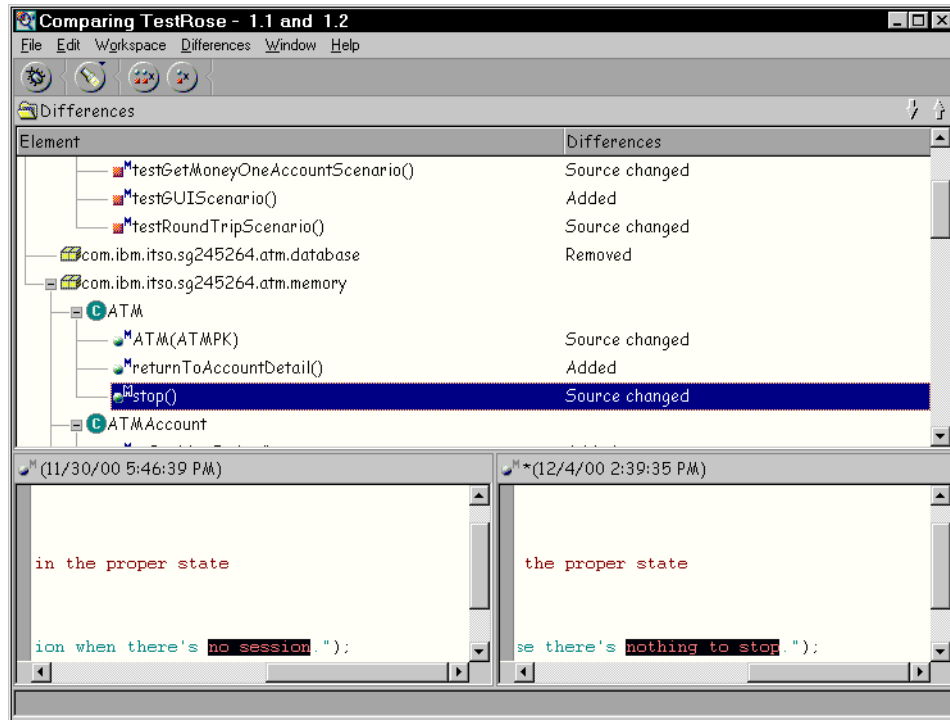 Comparing TestRose - 1.1 and 1.2
File Edit Workspace Differences Window Help
Differences
Element Differences
testGetMoneyOneAccountScenario() Source changed
testGUIScenario() Added
testRoundTripScenario() Source changed
com.ibm.itso.sg245264.atm.database Removed
com.ibm.itso.sg245264.atm.memory
C ATM
ATM(ATMPK) Source changed
returnToAccountDetail() Added
stop() Source changed
C ATMAccount
M (11/30/00 5:46:39 PM)
M *(12/4/00 2:39:35 PM)
in the proper state
ion when there's no session.");
the proper state
se there's nothing to stop.");